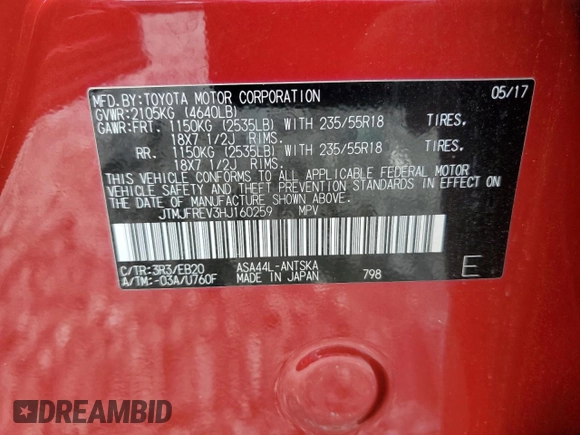 MFD. BY:TOYOTA MOTOR CORPORATION 05/17
GVWR:2105KG (4640LB)
GAWR:FRT. 1150KG (2535LB) WITH 235/55R18 TIRES,
18X7 1/2J RIMS.
RR. 1150KG (2535LB) WITH 235/55R18 TIRES,
18X7 1/2J RIMS.
THIS VEHICLE CONFORMS TO ALL APPLICABLE FEDERAL MOTOR
VEHICLE SAFETY AND THEFT PREVENTION STANDARDS IN EFFECT ON
THE DATE OF MANUFACTURE SHOWN ABOVE.
JTMJFREV3HJ160259 MPV
C/TR:3R3/EB20 ASA44L-ANTSKA
A/TM:-03A/U760F MADE IN JAPAN 798 E
DREAMBID